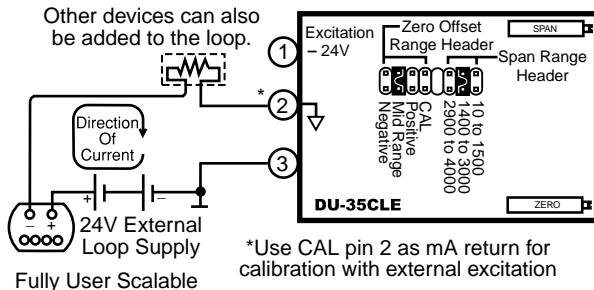 Other devices can also
be added to the loop.
*
Direction
Of
Current
+
–
– +
24V External
Loop Supply
Fully User Scalable
1
2
3
Excitation
– 24V
Zero Offset
Range Header
SPAN
Span Range
Header
Negative
Mid Range
Positive
CAL
2900 to 4000
1400 to 3000
10 to 1500
DU-35CLE
ZERO
*Use CAL pin 2 as mA return for
calibration with external excitation